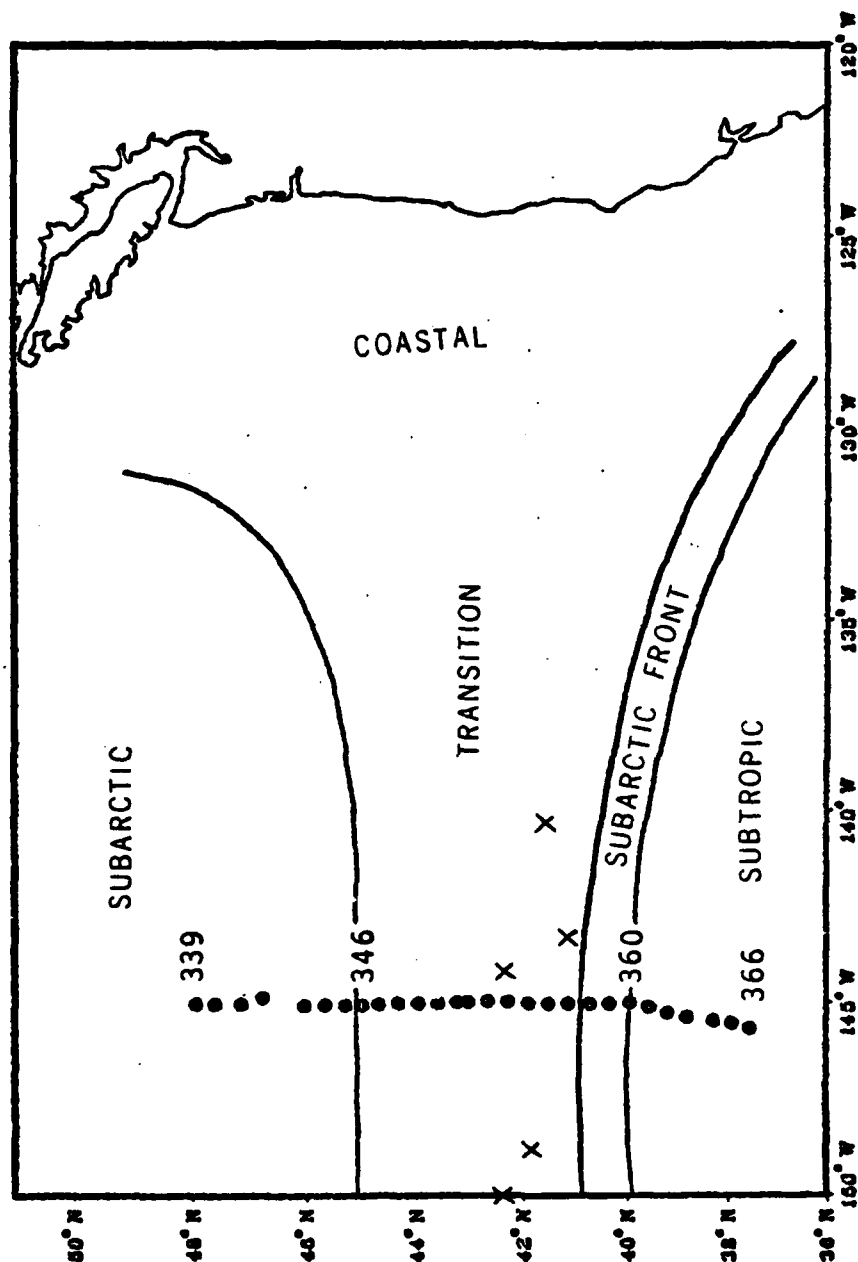 50° N
48° N
46° N
44° N
42° N
40° N
38° N
36° N
SUBARCTIC
339
346
COASTAL
TRANSITION
SUBARCTIC FRONT
360
SUBTROPIC
366
150° W
145° W
140° W
135° W
130° W
125° W
120° W